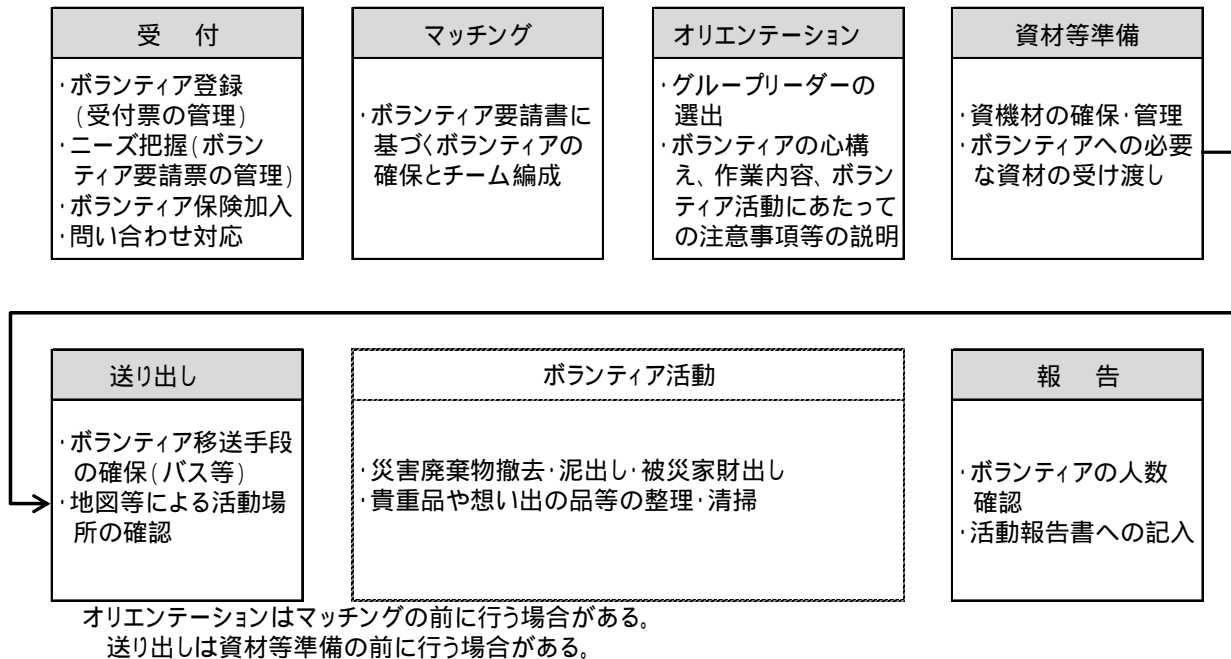 受 付
・ボランティア登録
(受付票の管理)
・ニーズ把握(ボラン
ティア要請票の管理)
・ボランティア保険加入
・問い合わせ対応
マッチング
・ボランティア要請書に
基づくボランティアの
確保とチーム編成
オリエンテーション
・グループリーダーの
選出
・ボランティアの心構
え、作業内容、ボラン
ティア活動にあたって
の注意事項等の説明
資材等準備
・資機材の確保・管理
・ボランティアへの必要
な資材の受け渡し
送り出し
・ボランティア移送手段
の確保(バス等)
・地図等による活動場
所の確認
ボランティア活動
・災害廃棄物撤去・泥出し・被災家財出し
・貴重品や想い出の品等の整理・清掃
報 告
・ボランティアの人数
確認
・活動報告書への記入
オリエンテーションはマッチングの前に行う場合がある。
送り出しは資材等準備の前に行う場合がある。